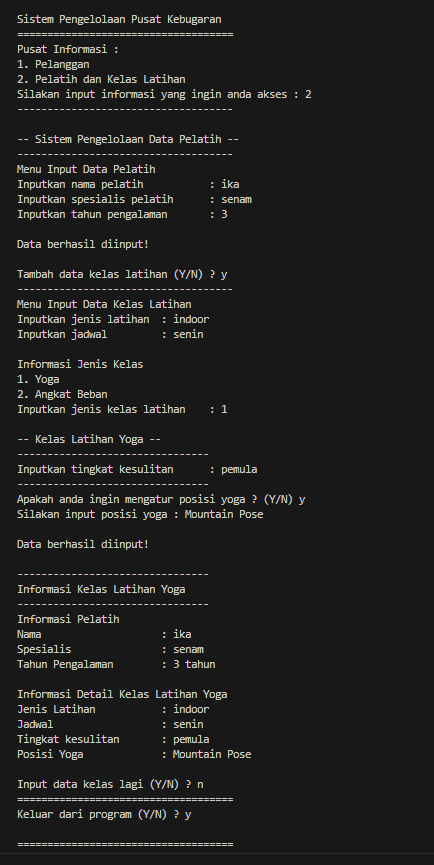 Sistem Pengelolaan Pusat Kebugaran
====================================
Pusat Informasi :
1. Pelanggan
2. Pelatih dan Kelas Latihan
Silakan input informasi yang ingin anda akses : 2
------------------------------------
-- Sistem Pengelolaan Data Pelatih --
------------------------------------
Menu Input Data Pelatih
Inputkan nama pelatih           : ika
Inputkan spesialis pelatih      : senam
Inputkan tahun pengalaman       : 3
Data berhasil diinput!
Tambah data kelas latihan (Y/N) ? y
------------------------------------
Menu Input Data Kelas Latihan
Inputkan jenis latihan  : indoor
Inputkan jadwal         : senin
Informasi Jenis Kelas
1. Yoga
2. Angkat Beban
Inputkan jenis kelas latihan    : 1
-- Kelas Latihan Yoga --
--------------------------------
Inputkan tingkat kesulitan      : pemula
--------------------------------
Apakah anda ingin mengatur posisi yoga ? (Y/N) y
Silakan input posisi yoga : Mountain Pose
Data berhasil diinput!
--------------------------------
Informasi Kelas Latihan Yoga
--------------------------------
Informasi Pelatih
Nama                    : ika
Spesialis               : senam
Tahun Pengalaman        : 3 tahun
Informasi Detail Kelas Latihan Yoga
Jenis Latihan           : indoor
Jadwal                  : senin
Tingkat kesulitan       : pemula
Posisi Yoga             : Mountain Pose
Input data kelas lagi (Y/N) ? n
====================================
Keluar dari program (Y/N) ? y
====================================